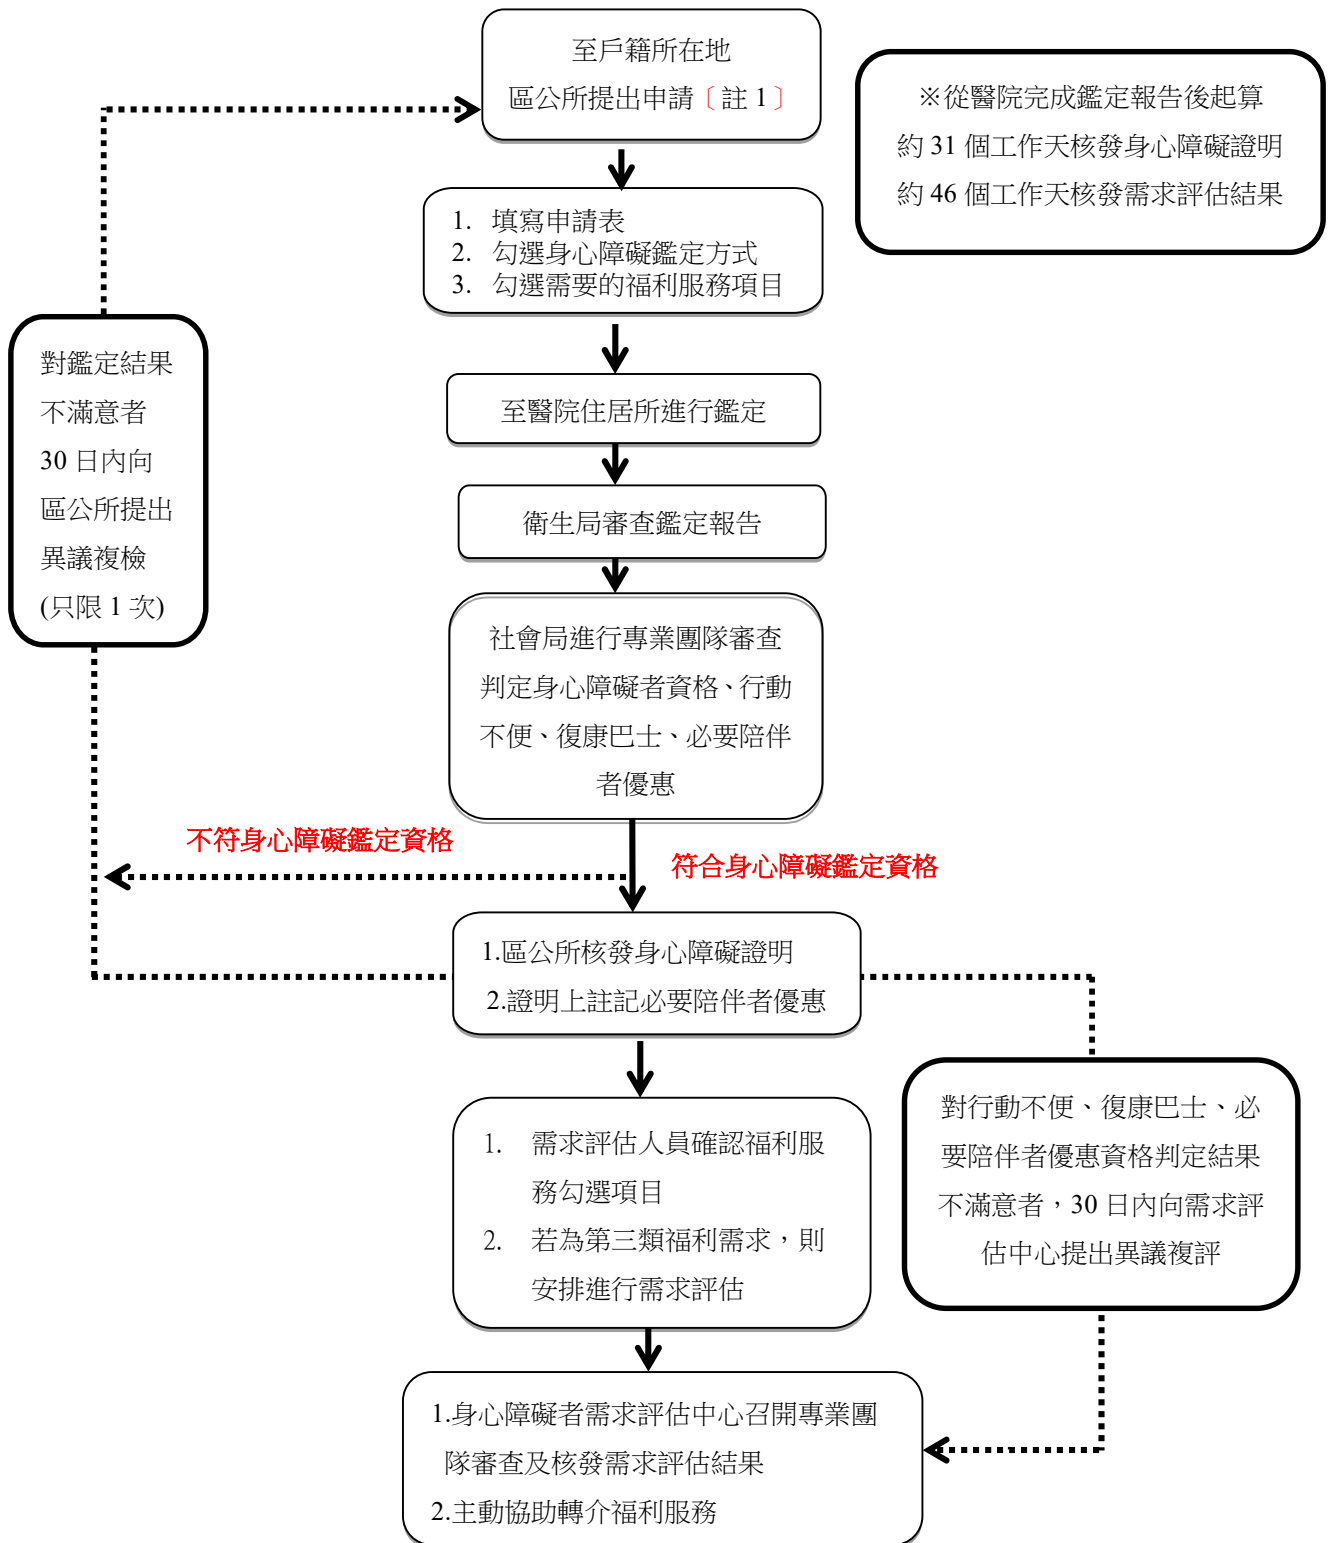 至戶籍所在地
區公所提出申請〔註 1〕
※從醫院完成鑑定報告後起算
約 31 個工作天核發身心障礙證明
約 46 個工作天核發需求評估結果
1. 填寫申請表
2. 勾選身心障礙鑑定方式
3. 勾選需要的福利服務項目
對鑑定結果
不滿意者
30 日內向
區公所提出
異議複檢
(只限 1 次)
至醫院住居所進行鑑定
衛生局審查鑑定報告
社會局進行專業團隊審查
判定身心障礙者資格、行動
不便、復康巴士、必要陪伴
者優惠
不符身心障礙鑑定資格
符合身心障礙鑑定資格
1.區公所核發身心障礙證明
2.證明上註記必要陪伴者優惠
1. 需求評估人員確認福利服
務勾選項目
2. 若為第三類福利需求，則
安排進行需求評估
對行動不便、復康巴士、必
要陪伴者優惠資格判定結果
不滿意者，30 日內向需求評
估中心提出異議複評
1.身心障礙者需求評估中心召開專業團
隊審查及核發需求評估結果
2.主動協助轉介福利服務